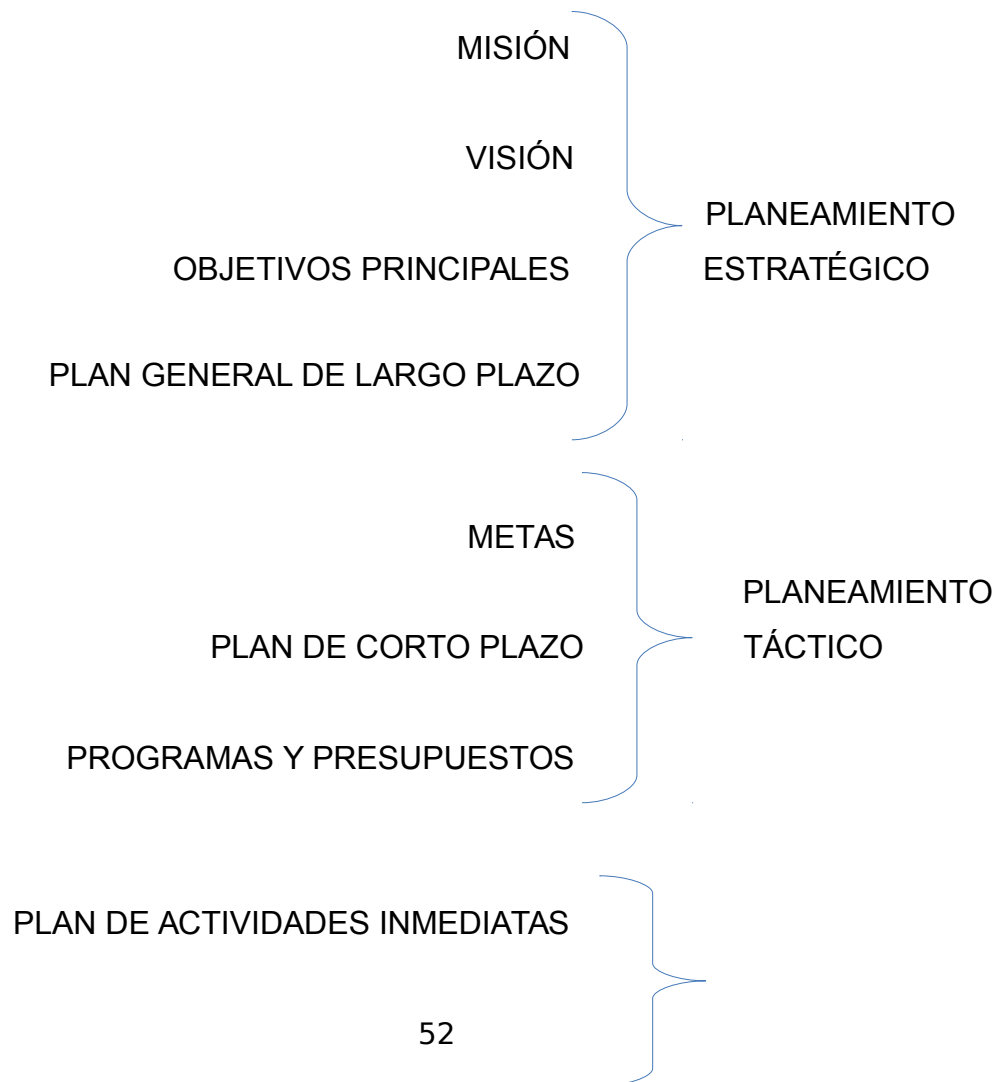 MISIÓN
VISIÓN
PLANEAMIENTO
OBJETIVOS PRINCIPALES ESTRATÉGICO
PLAN GENERAL DE LARGO PLAZO
METAS
PLANEAMIENTO
PLAN DE CORTO PLAZO TÁCTICO
PROGRAMAS Y PRESUPUESTOS
PLAN DE ACTIVIDADES INMEDIATAS
52